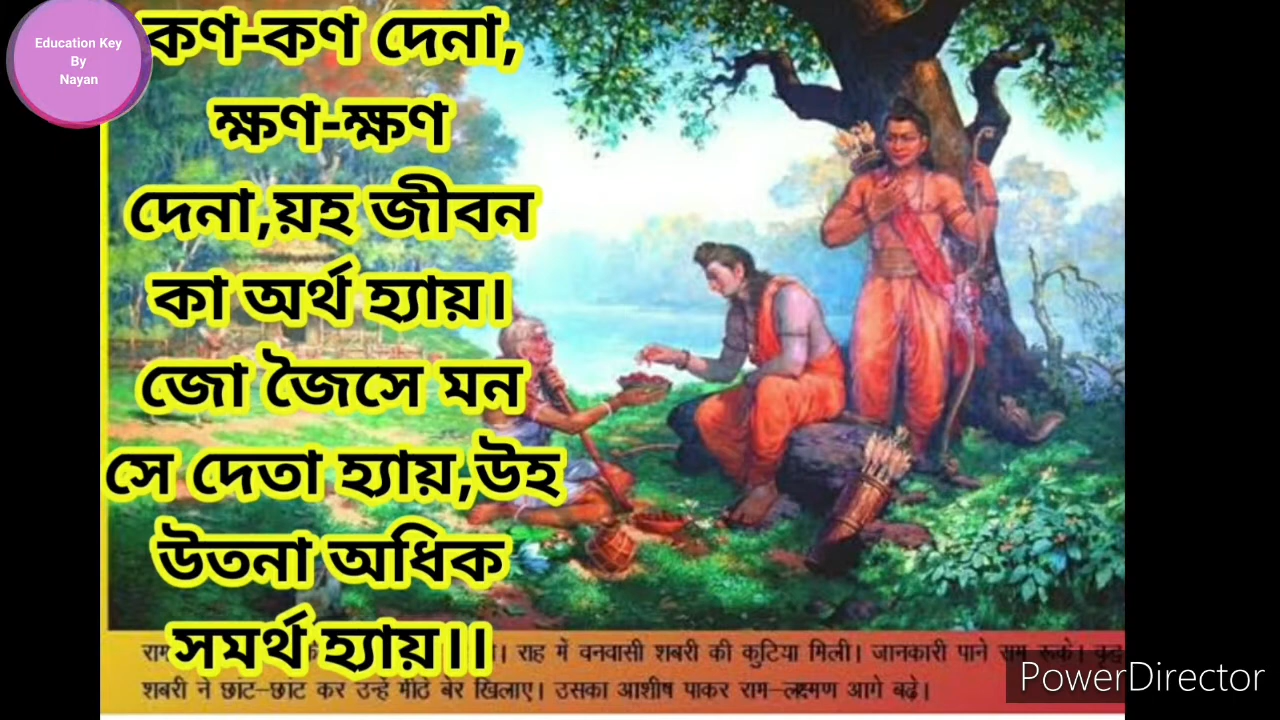 Education Key
By
Nayan
কণ-কণ দেনা,
ক্ষণ-ক্ষণ
দেনা,য়হ জীবন
কা অর্থ হ্যায়।
জো জৈসে মন
সে দেতা হ্যায়,উহ
উতনা অধিক
সমর্থ হ্যায়।।
राम । राह में वनवासी शबरी की कुटिया मिली। जानकारी पाने राम रूके। वृद्ध
शबरी ने छांट-छांट कर उन्हें मीठे बेर खिलाए। उसका आशीष पाकर राम-लक्ष्मण आगे बढ़े।
PowerDirector